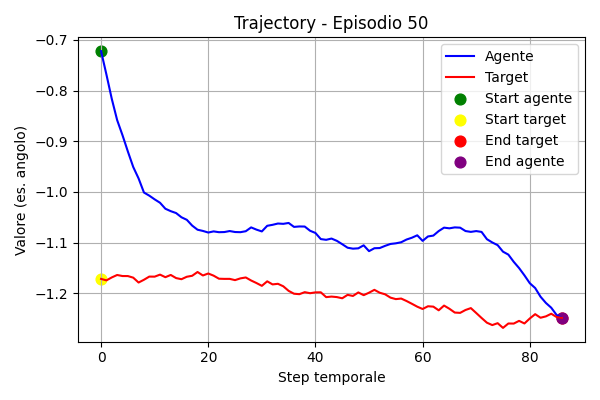 Trajectory - Episodio 50
Valore (es. angolo)
−0.7
−0.8
−0.9
−1.0
−1.1
−1.2
0
20
40
60
80
Step temporale
Agente
Target
Start agente
Start target
End target
End agente